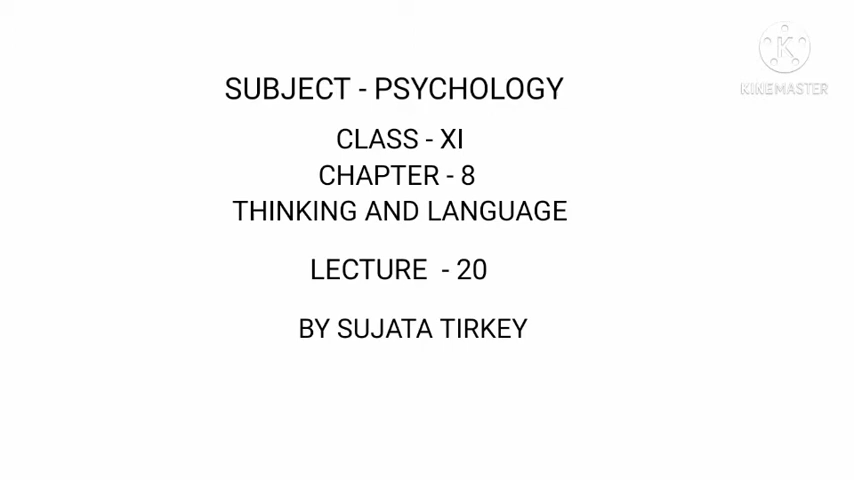 SUBJECT - PSYCHOLOGY
CLASS - XI
CHAPTER - 8
THINKING AND LANGUAGE
LECTURE - 20
BY SUJATA TIRKEY
K
KINEMASTER